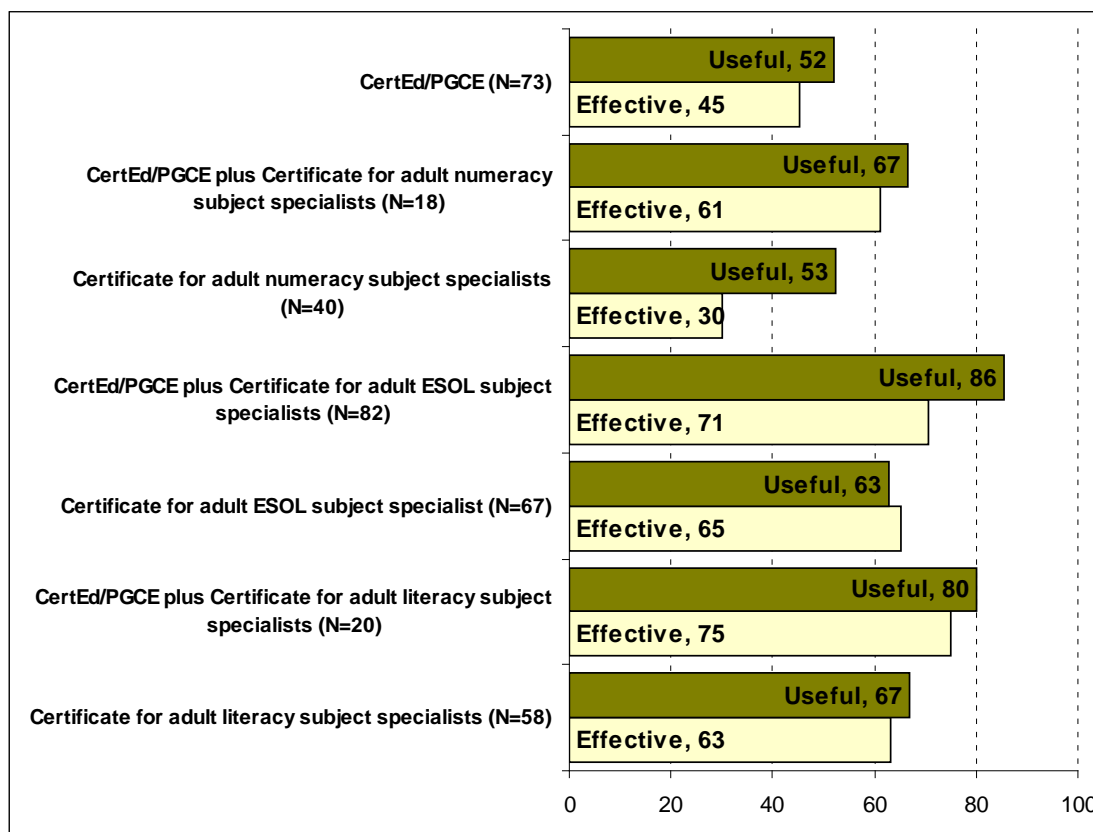 CertEd/PGCE (N=73)
Useful, 52
Effective, 45
CertEd/PGCE plus Certificate for adult numeracy
subject specialists (N=18)
Useful, 67
Effective, 61
Certificate for adult numeracy subject specialists
(N=40)
Useful, 53
Effective, 30
CertEd/PGCE plus Certificate for adult ESOL subject
specialists (N=82)
Useful, 86
Effective, 71
Certificate for adult ESOL subject specialist (N=67)
Useful, 63
Effective, 65
CertEd/PGCE plus Certificate for adult literacy subject
specialists (N=20)
Useful, 80
Effective, 75
Certificate for adult literacy subject specialists (N=58)
Useful, 67
Effective, 63
0 20 40 60 80 100